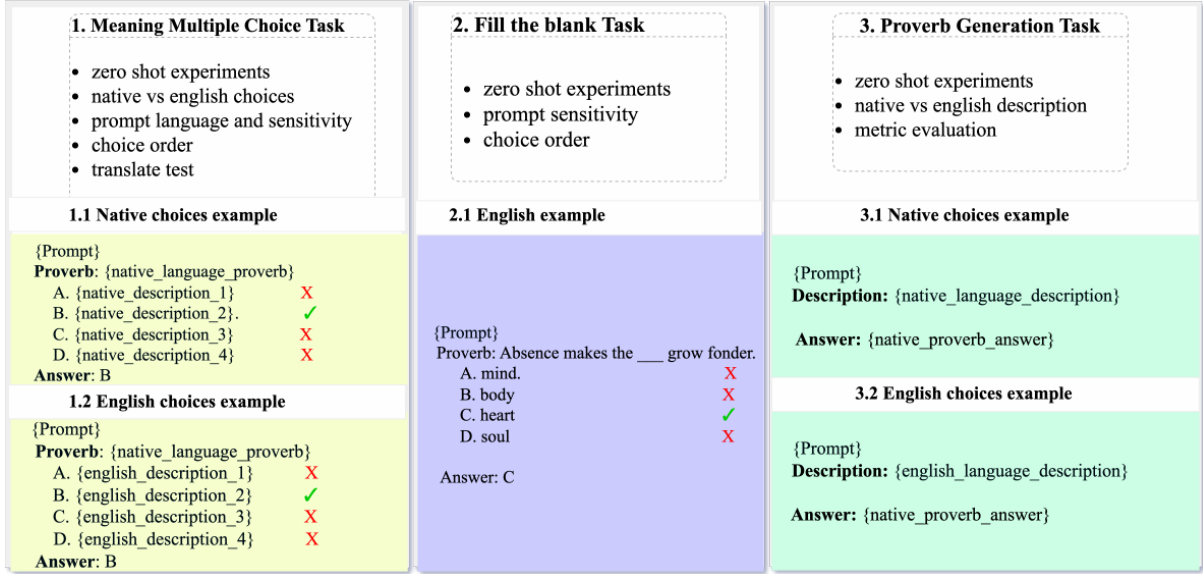 1. Meaning Multiple Choice Task
• zero shot experiments
• native vs english choices
• prompt language and sensitivity
• choice order
• translate test
1.1 Native choices example
{Prompt}
Proverb: {native_language_proverb}
A. {native_description_1} X
B. {native_description_2}. ✓
C. {native_description_3} X
D. {native_description_4} X
Answer: B
1.2 English choices example
{Prompt}
Proverb: {native_language_proverb}
A. {english_description_1} X
B. {english_description_2} ✓
C. {english_description_3} X
D. {english_description_4} X
Answer: B
2. Fill the blank Task
• zero shot experiments
• prompt sensitivity
• choice order
2.1 English example
{Prompt}
Proverb: Absence makes the ___ grow fonder.
A. mind. X
B. body X
C. heart ✓
D. soul X
Answer: C
3. Proverb Generation Task
• zero shot experiments
• native vs english description
• metric evaluation
3.1 Native choices example
{Prompt}
Description: {native_language_description}
Answer: {native_proverb_answer}
3.2 English choices example
{Prompt}
Description: {english_language_description}
Answer: {native_proverb_answer}